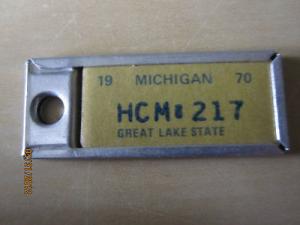 19 MICHIGAN 70
HCM 217
GREAT LAKE STATE